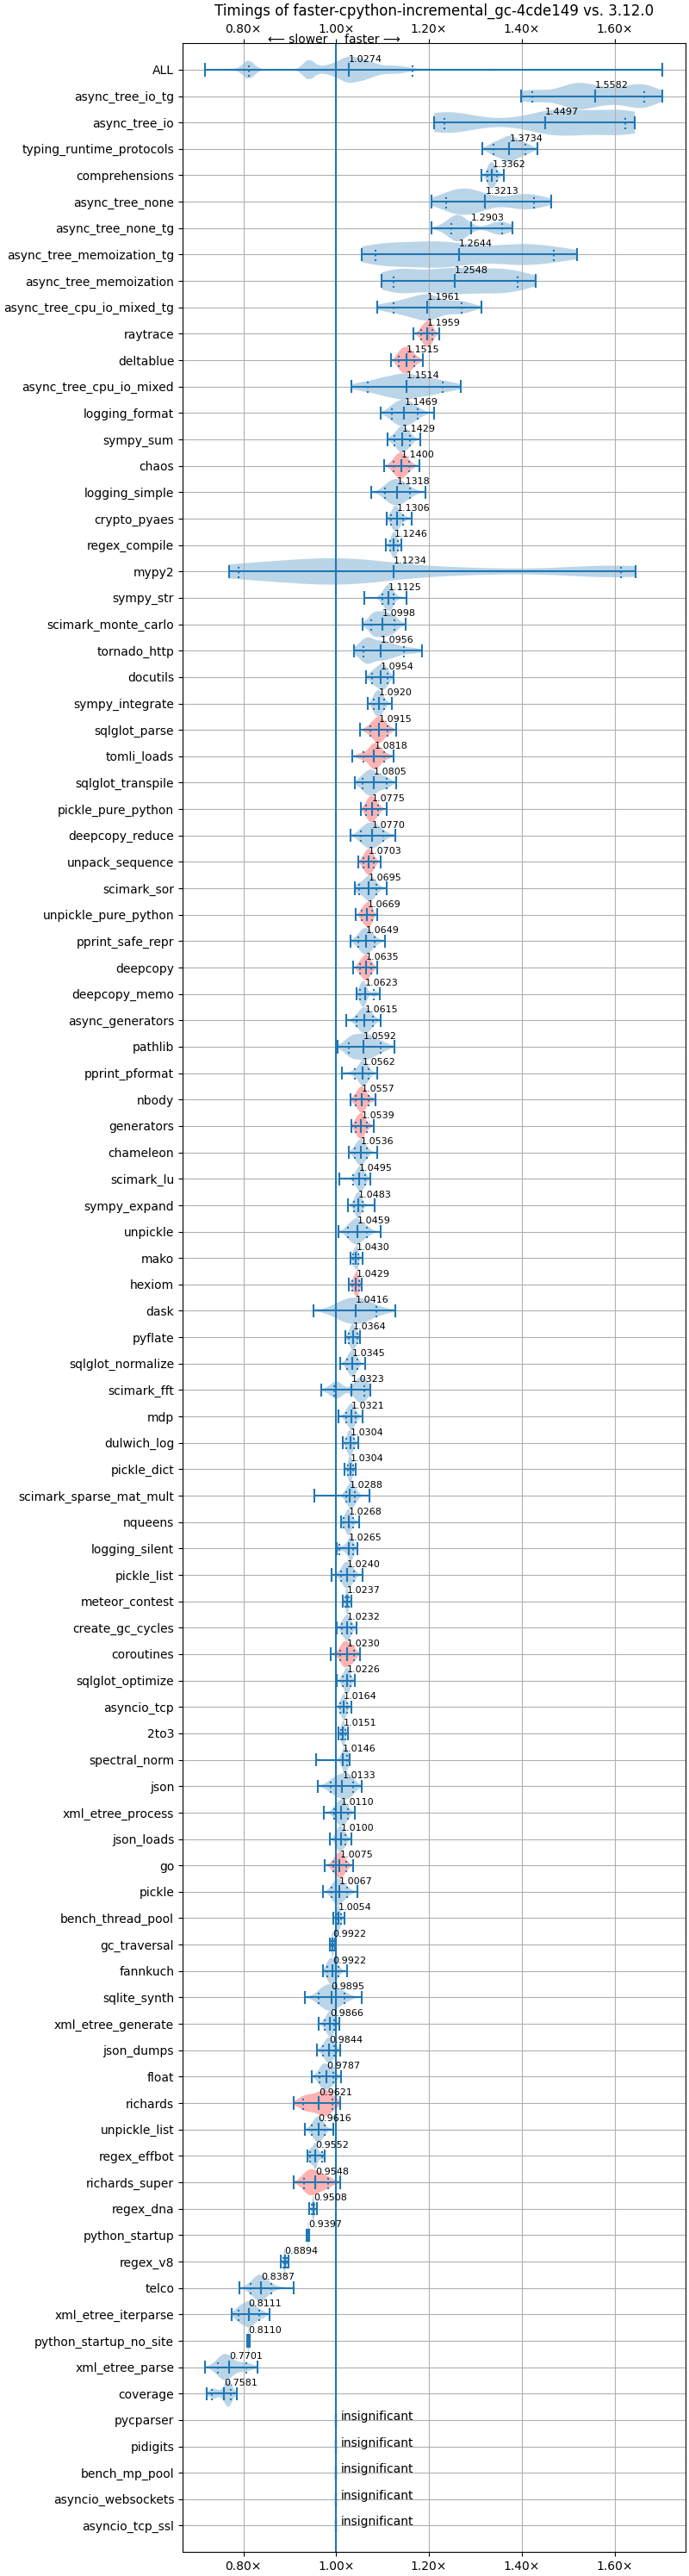 Timings of faster-cpython-incremental_gc-4cde149 vs. 3.12.0
0.80× 1.00× 1.20× 1.40× 1.60×
⟵ slower faster ⟶
ALL 1.0274
async_tree_io_tg 1.5582
async_tree_io 1.4497
typing_runtime_protocols 1.3734
comprehensions 1.3362
async_tree_none 1.3213
async_tree_none_tg 1.2903
async_tree_memoization_tg 1.2644
async_tree_memoization 1.2548
async_tree_cpu_io_mixed_tg 1.1961
raytrace 1.1959
deltablue 1.1515
async_tree_cpu_io_mixed 1.1514
logging_format 1.1469
sympy_sum 1.1429
chaos 1.1400
logging_simple 1.1318
crypto_pyaes 1.1306
regex_compile 1.1246
mypy2 1.1234
sympy_str 1.1125
scimark_monte_carlo 1.0998
tornado_http 1.0956
docutils 1.0954
sympy_integrate 1.0920
sqlglot_parse 1.0915
tomli_loads 1.0818
sqlglot_transpile 1.0805
pickle_pure_python 1.0775
deepcopy_reduce 1.0770
unpack_sequence 1.0703
scimark_sor 1.0695
unpickle_pure_python 1.0669
pprint_safe_repr 1.0649
deepcopy 1.0635
deepcopy_memo 1.0623
async_generators 1.0615
pathlib 1.0592
pprint_pformat 1.0562
nbody 1.0557
generators 1.0539
chameleon 1.0536
scimark_lu 1.0495
sympy_expand 1.0483
unpickle 1.0459
mako 1.0430
hexiom 1.0429
dask 1.0416
pyflate 1.0364
sqlglot_normalize 1.0345
scimark_fft 1.0323
mdp 1.0321
dulwich_log 1.0304
pickle_dict 1.0304
scimark_sparse_mat_mult 1.0288
nqueens 1.0268
logging_silent 1.0265
pickle_list 1.0240
meteor_contest 1.0237
create_gc_cycles 1.0232
coroutines 1.0230
sqlglot_optimize 1.0226
asyncio_tcp 1.0164
2to3 1.0151
spectral_norm 1.0146
json 1.0133
xml_etree_process 1.0110
json_loads 1.0100
go 1.0075
pickle 1.0067
bench_thread_pool 1.0054
gc_traversal 0.9922
fannkuch 0.9922
sqlite_synth 0.9895
xml_etree_generate 0.9866
json_dumps 0.9844
float 0.9787
richards 0.9621
unpickle_list 0.9616
regex_effbot 0.9552
richards_super 0.9548
regex_dna 0.9508
python_startup 0.9397
regex_v8 0.8894
telco 0.8387
xml_etree_iterparse 0.8111
python_startup_no_site 0.8110
xml_etree_parse 0.7701
coverage 0.7581
pycparser insignificant
pidigits insignificant
bench_mp_pool insignificant
asyncio_websockets insignificant
asyncio_tcp_ssl insignificant
0.80× 1.00× 1.20× 1.40× 1.60×